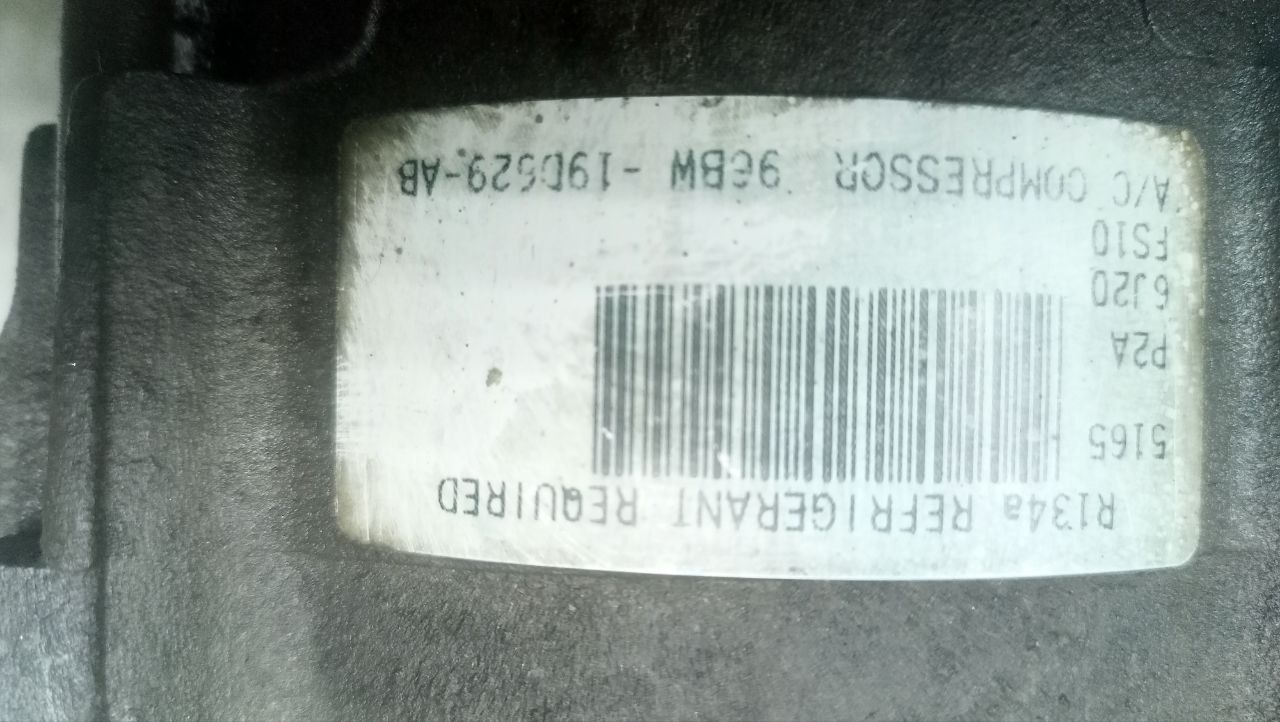 A/C COMPRESSOR 96BW -19D629-AB
FS10
6J20
P2A
5165
R134a REFRIGERANT REQUIRED